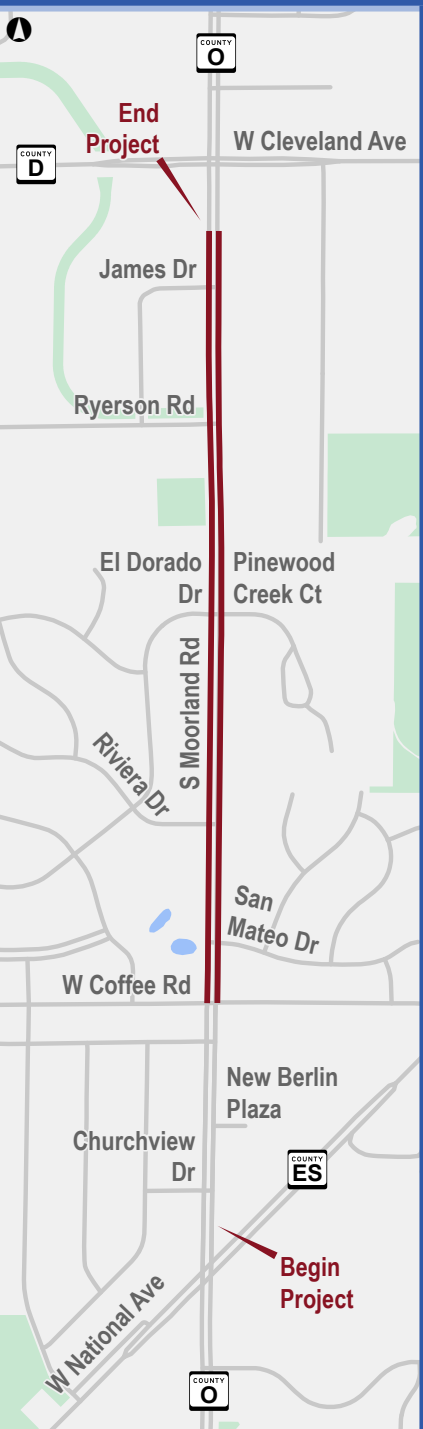 COUNTY
O
End
Project
W Cleveland Ave
COUNTY
D
James Dr
Ryerson Rd
El Dorado
Dr
Pinewood
Creek Ct
S Moorland Rd
Riviera Dr
San
Mateo Dr
W Coffee Rd
New Berlin
Plaza
Churchview
Dr
COUNTY
ES
Begin
Project
W National Ave
COUNTY
O